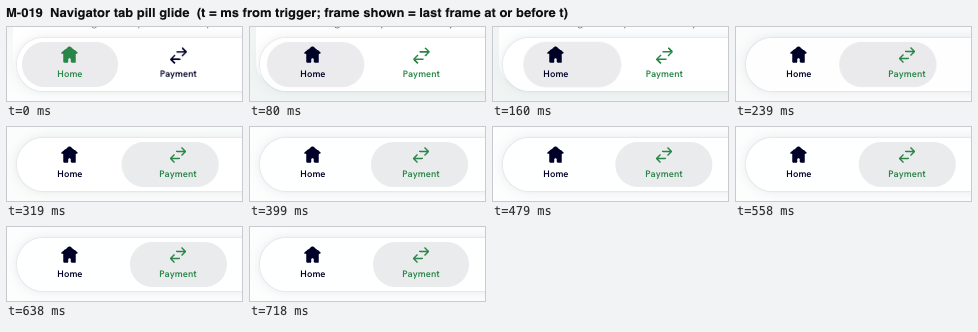 M-019 Navigator tab pill glide (t = ms from trigger; frame shown = last frame at or before t)
Home Payment
Home Payment
Home Payment
Home Payment
t=0 ms
t=80 ms
t=160 ms
t=239 ms
Home Payment
Home Payment
Home Payment
Home Payment
t=319 ms
t=399 ms
t=479 ms
t=558 ms
Home Payment
Home Payment
t=638 ms
t=718 ms